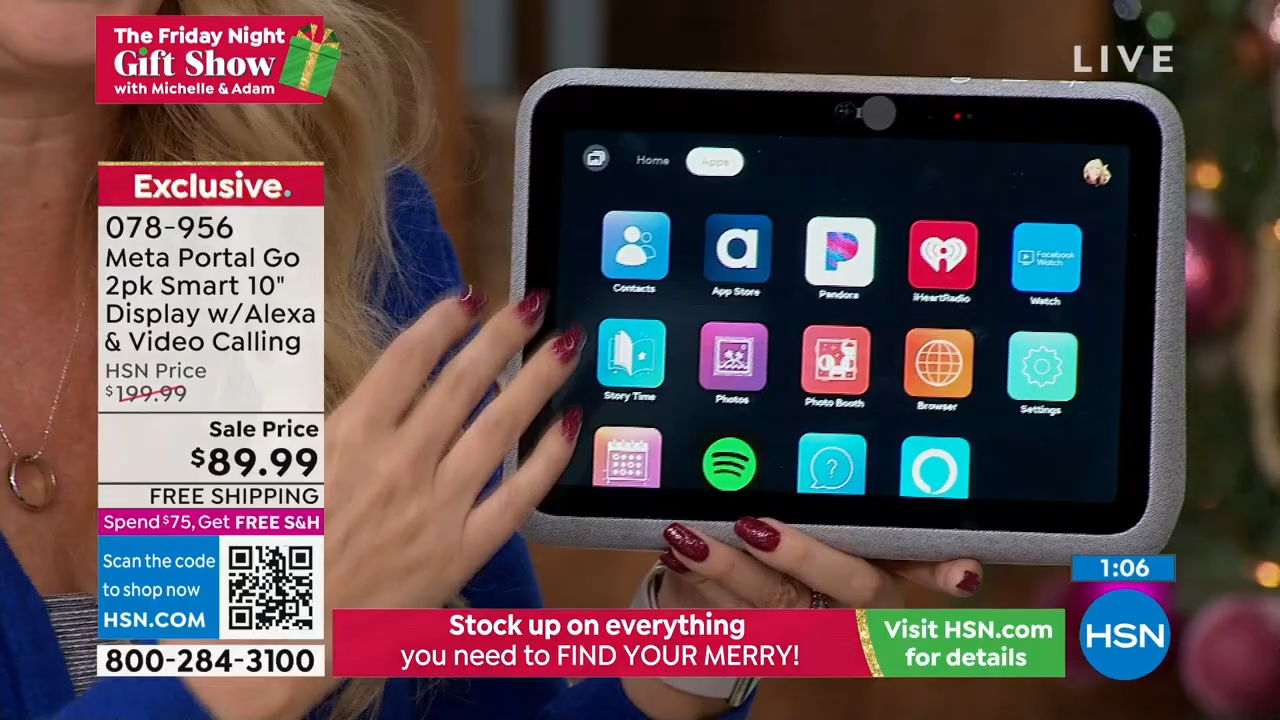 The Friday Night
Gift Show
with Michelle & Adam
LIVE
Exclusive.
078-956
Meta Portal Go
2pk Smart 10"
Display w/Alexa
& Video Calling
HSN Price
$199.99
Sale Price
$89.99
FREE SHIPPING
Spend $75, Get FREE S&H
Scan the code
to shop now
HSN.COM
800-284-3100
Home Apps
a
P
Facebook
Watch
Contacts App Store Pandora iHeartRadio Watch
Story Time Photos Photo Booth Browser Settings
?
Stock up on everything
you need to FIND YOUR MERRY!
Visit HSN.com
for details
1:06
HSN